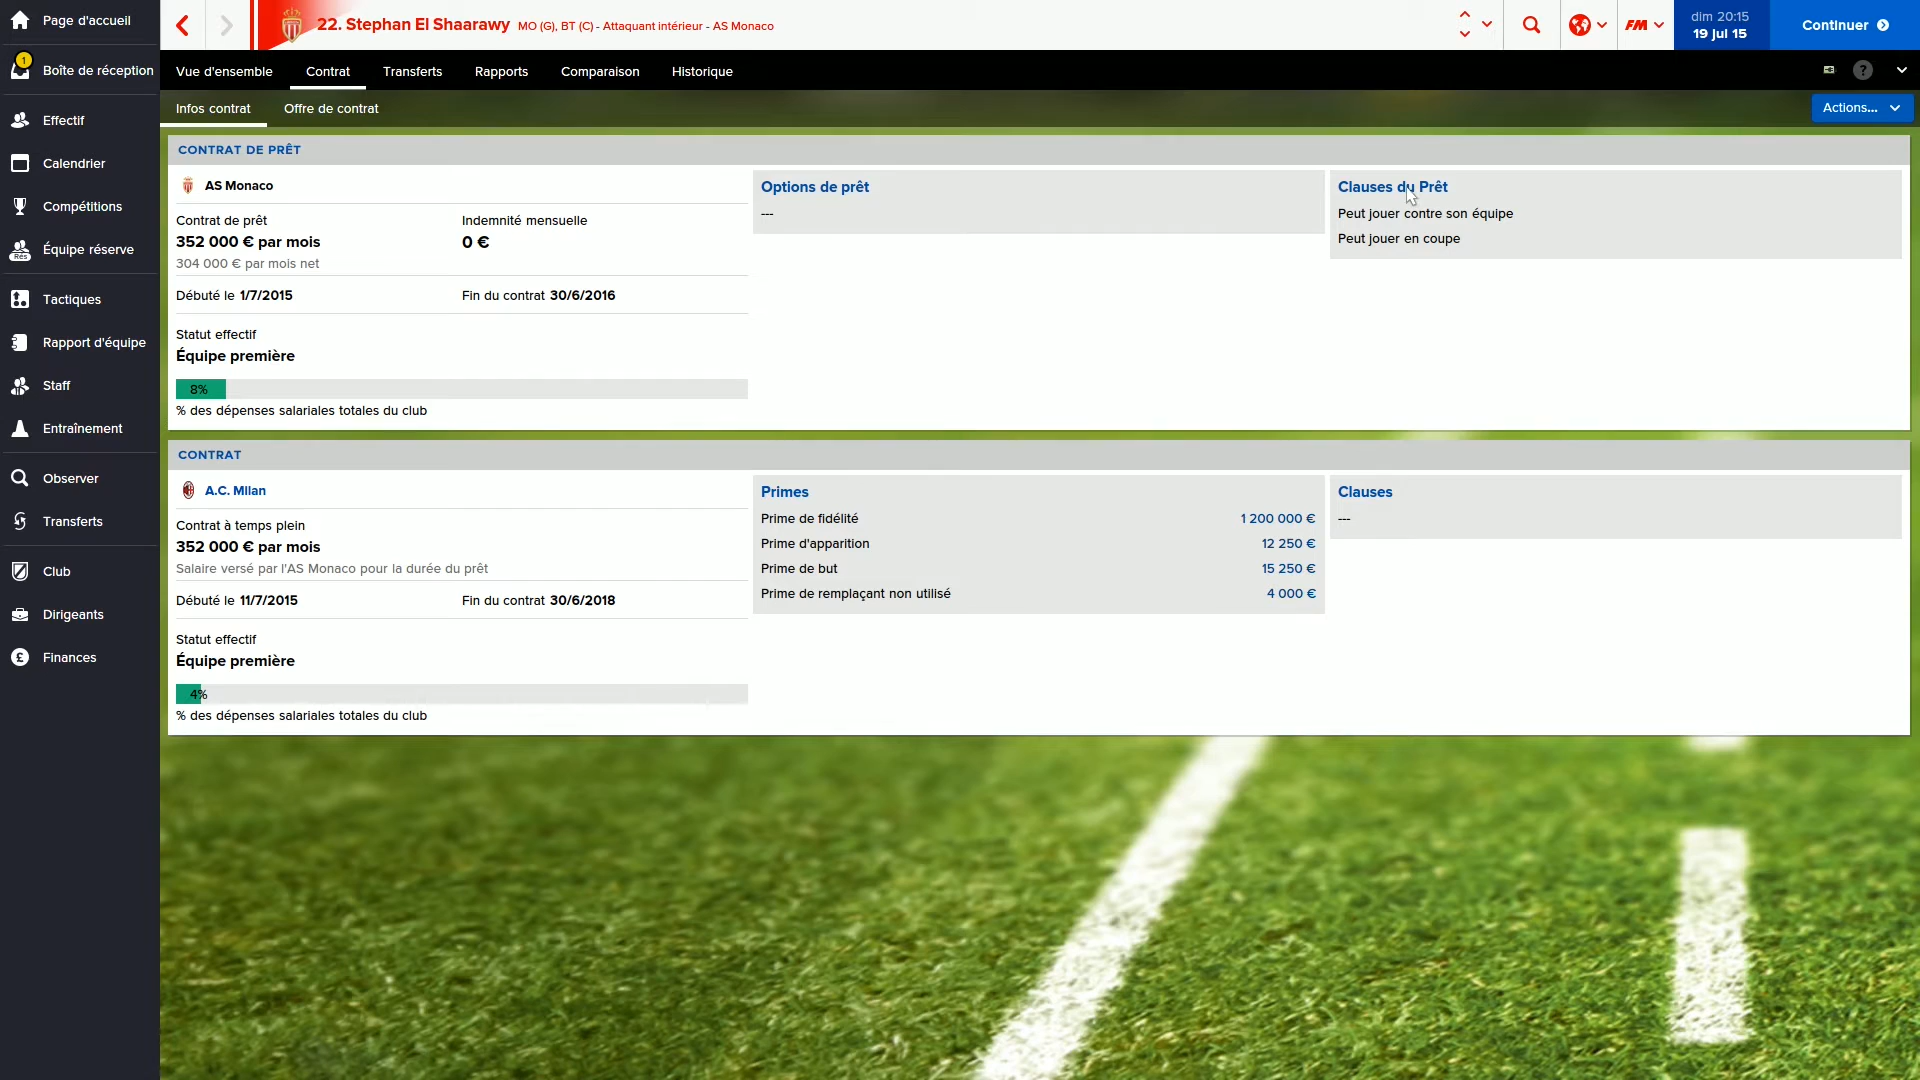 Page d'accueil
1
Boîte de réception
Effectif
Calendrier
Compétitions
Rés
Équipe réserve
Tactiques
Rapport d'équipe
Staff
Entraînement
Observer
Transferts
Club
Dirigeants
£
Finances
22. Stephan El Shaarawy MO (G), BT (C) - Attaquant intérieur - AS Monaco
FM
dim 20:15
19 jul 15
Continuer
Vue d'ensemble Contrat Transferts Rapports Comparaison Historique
?
Infos contrat Offre de contrat
Actions...
CONTRAT DE PRÊT
AS Monaco
Contrat de prêt Indemnité mensuelle
352 000 € par mois 0 €
304 000 € par mois net
Débuté le 1/7/2015 Fin du contrat 30/6/2016
Statut effectif
Équipe première
8%
% des dépenses salariales totales du club
Options de prêt
---
Clauses du Prêt
Peut jouer contre son équipe
Peut jouer en coupe
CONTRAT
A.C. Milan
Contrat à temps plein
352 000 € par mois
Salaire versé par l'AS Monaco pour la durée du prêt
Débuté le 11/7/2015 Fin du contrat 30/6/2018
Statut effectif
Équipe première
4%
% des dépenses salariales totales du club
Primes
Prime de fidélité 1 200 000 €
Prime d'apparition 12 250 €
Prime de but 15 250 €
Prime de remplaçant non utilisé 4 000 €
Clauses
---